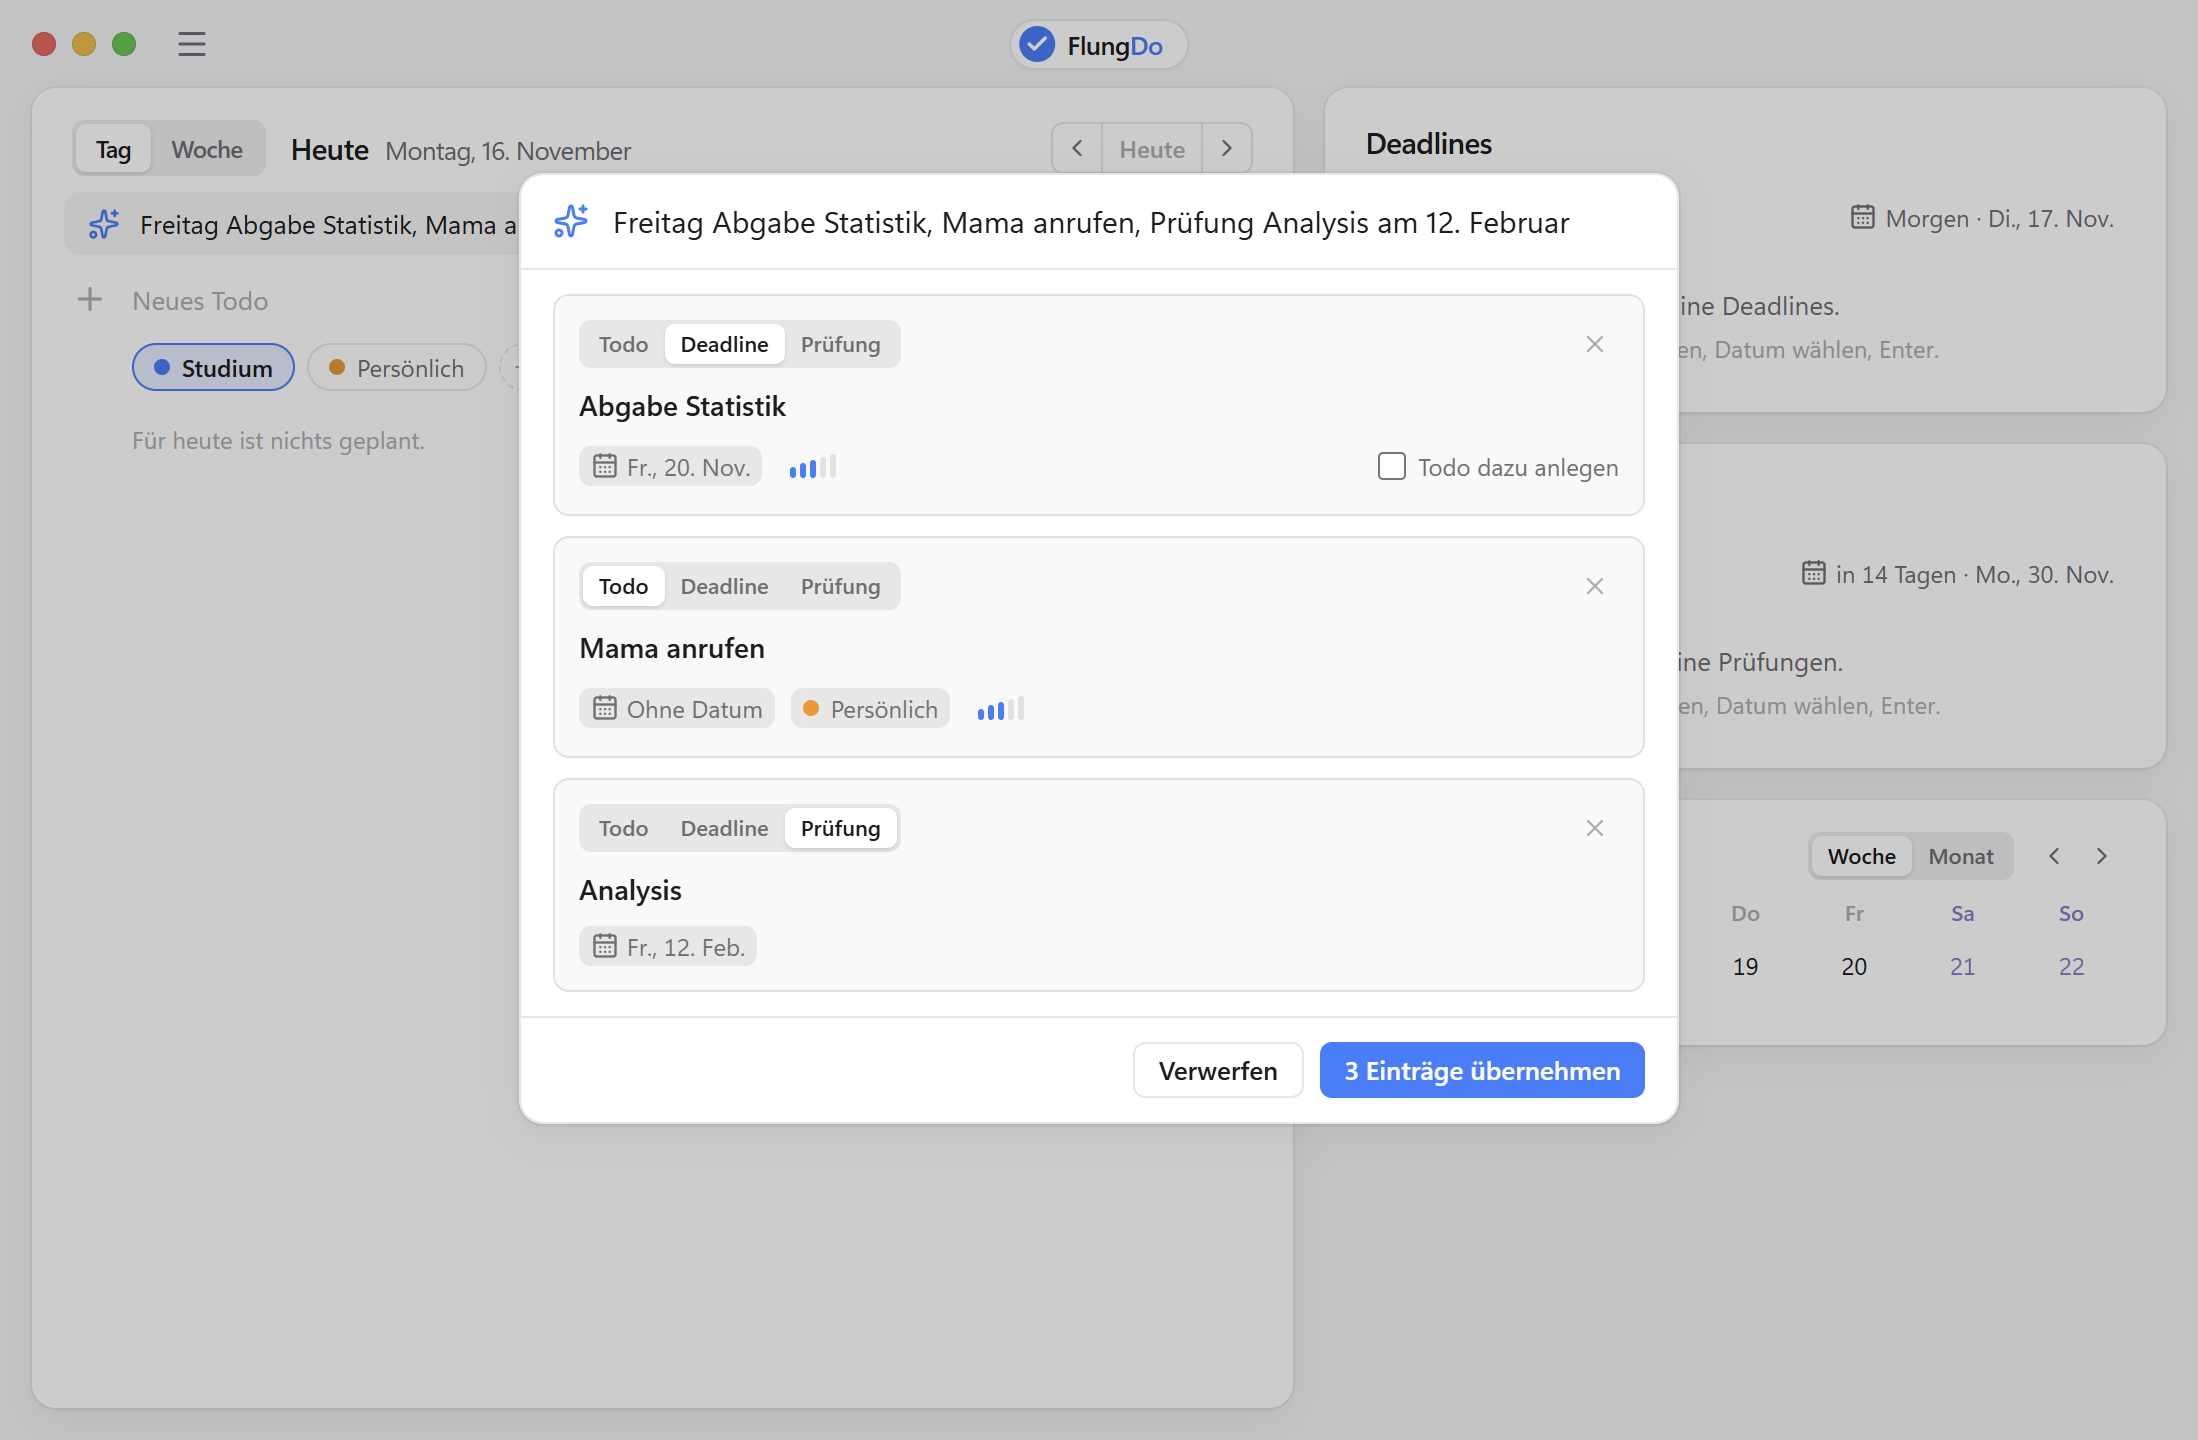 FlungDo
Tag Woche Heute Montag, 16. November Heute
Freitag Abgabe Statistik, Mama a
Neues Todo
Studium Persönlich
Für heute ist nichts geplant.
Freitag Abgabe Statistik, Mama anrufen, Prüfung Analysis am 12. Februar
Todo Deadline Prüfung
Abgabe Statistik
Fr., 20. Nov. Todo dazu anlegen
Todo Deadline Prüfung
Mama anrufen
Ohne Datum Persönlich
Todo Deadline Prüfung
Analysis
Fr., 12. Feb.
Verwerfen 3 Einträge übernehmen
Deadlines
Morgen · Di., 17. Nov.
ine Deadlines.
en, Datum wählen, Enter.
in 14 Tagen · Mo., 30. Nov.
ine Prüfungen.
en, Datum wählen, Enter.
Woche Monat
Do Fr Sa So
19 20 21 22